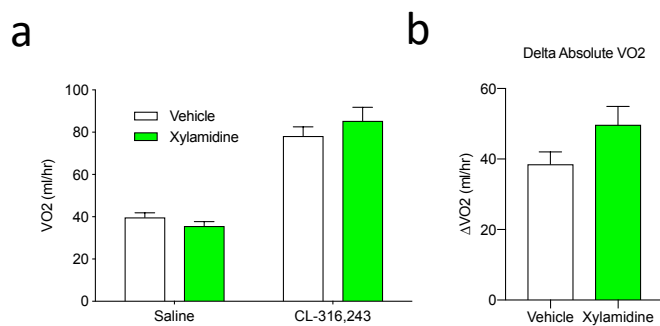 a
100
80
60
40
20
0
VO2 (ml/hr)
Vehicle
Xylamidine
Saline CL-316,243
b
Delta Absolute VO2
60
40
20
0
ΔVO2 (ml/hr)
Vehicle Xylamidine